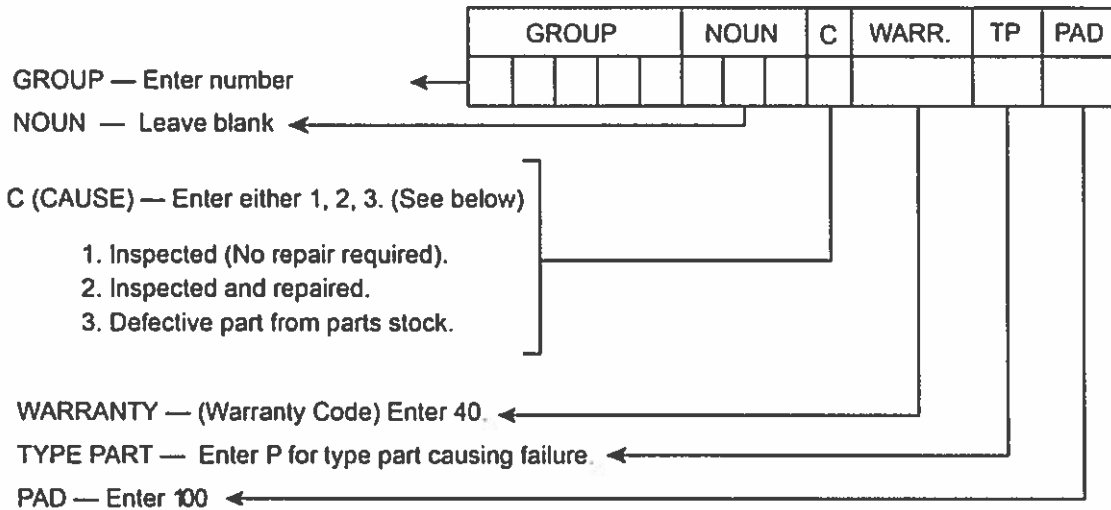 GROUP NOUN C WARR. TP PAD
GROUP — Enter number
NOUN — Leave blank
C (CAUSE) — Enter either 1, 2, 3. (See below)
1. Inspected (No repair required).
2. Inspected and repaired.
3. Defective part from parts stock.
WARRANTY — (Warranty Code) Enter 40.
TYPE PART — Enter P for type part causing failure.
PAD — Enter 100